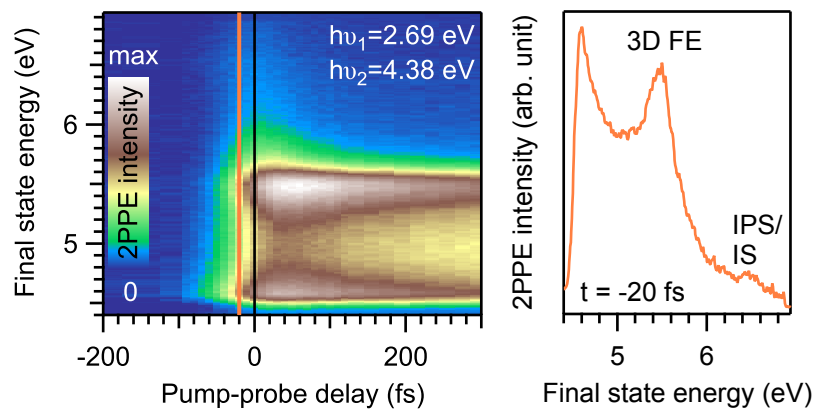 Final state energy (eV)
6
5
max
2PPE intensity
0
hυ₁=2.69 eV
hυ₂=4.38 eV
-200
0
200
Pump-probe delay (fs)
2PPE intensity (arb. unit)
3D FE
IPS/
IS
t = -20 fs
5
6
Final state energy (eV)